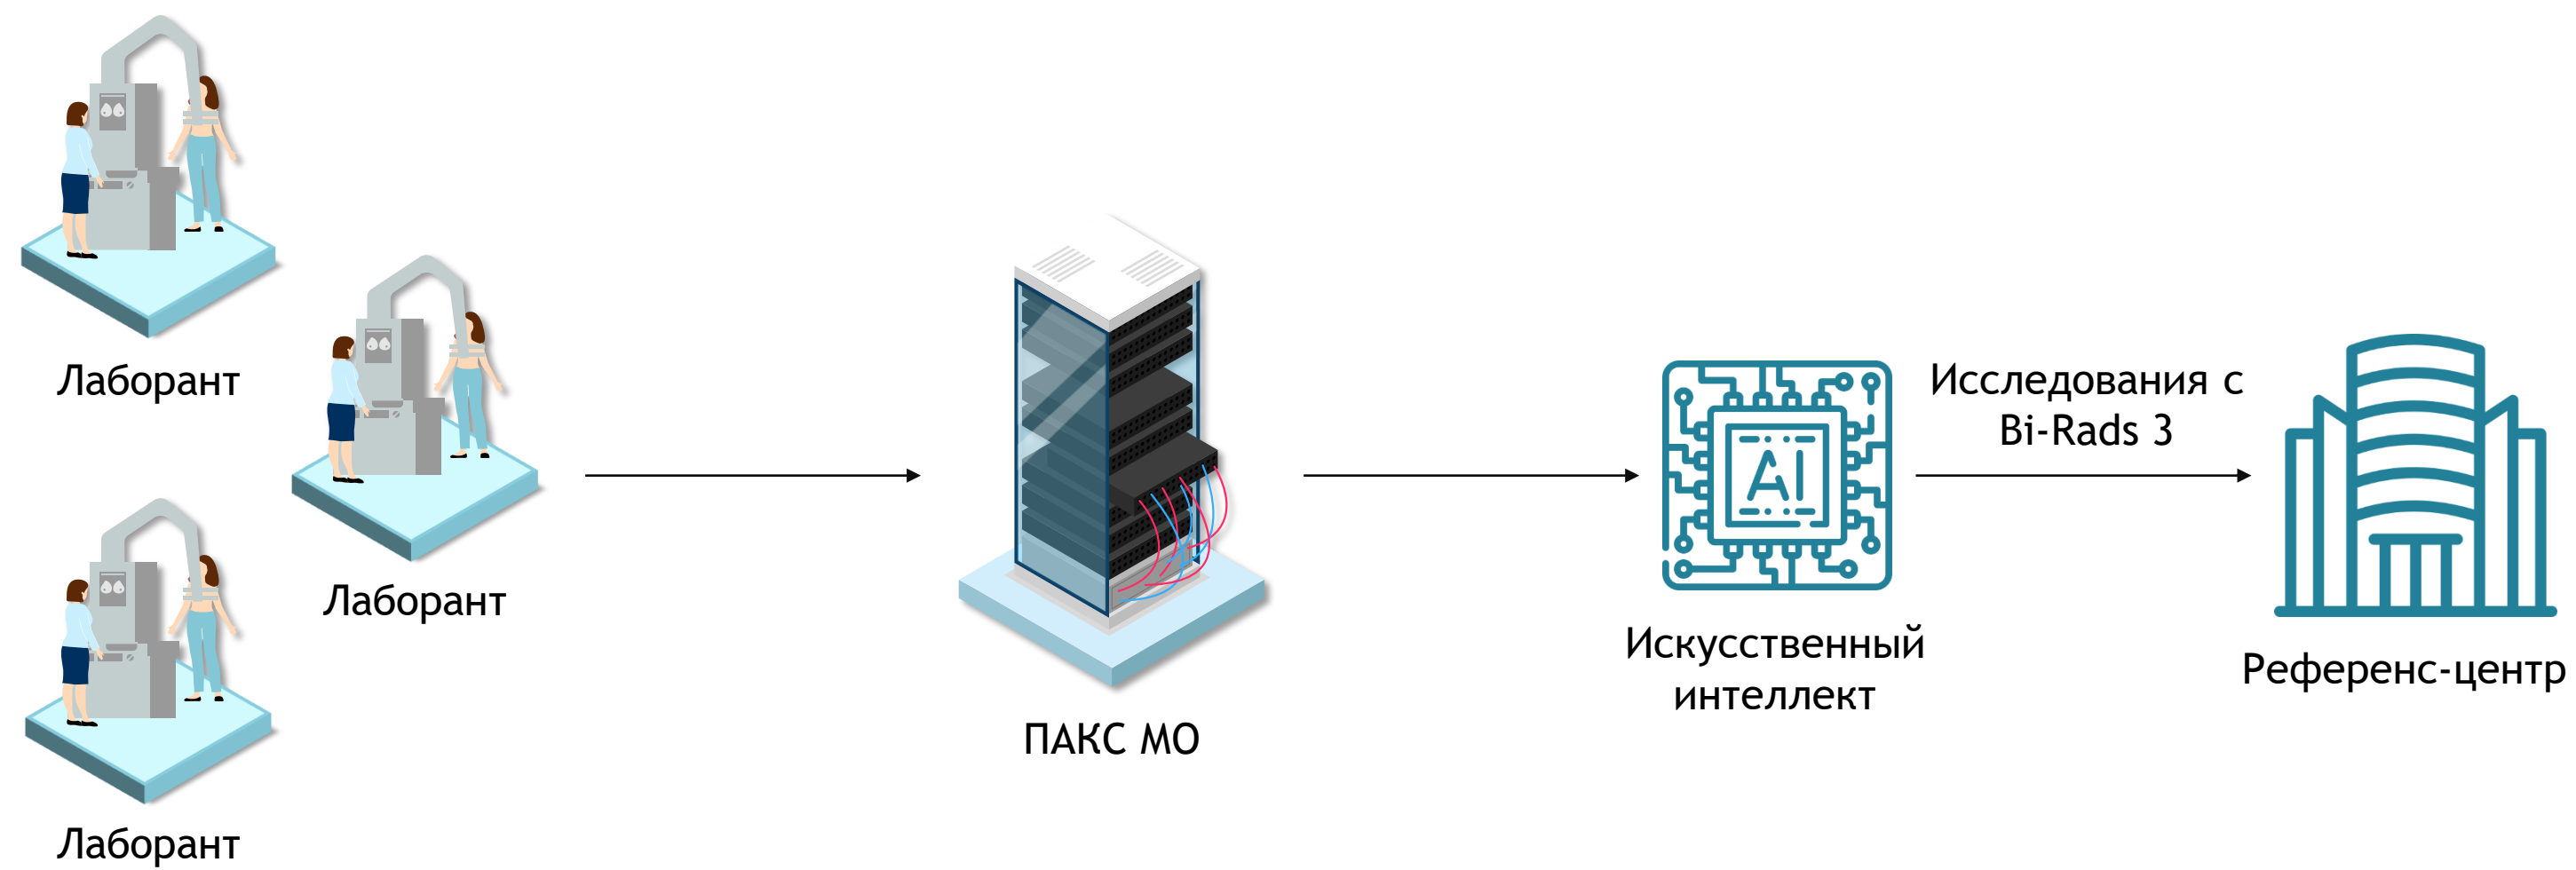 Лаборант
Лаборант
Лаборант
ПАКС МО
AI
Искусственный
интеллект
Исследования с
Bi-Rads 3
Референс-центр